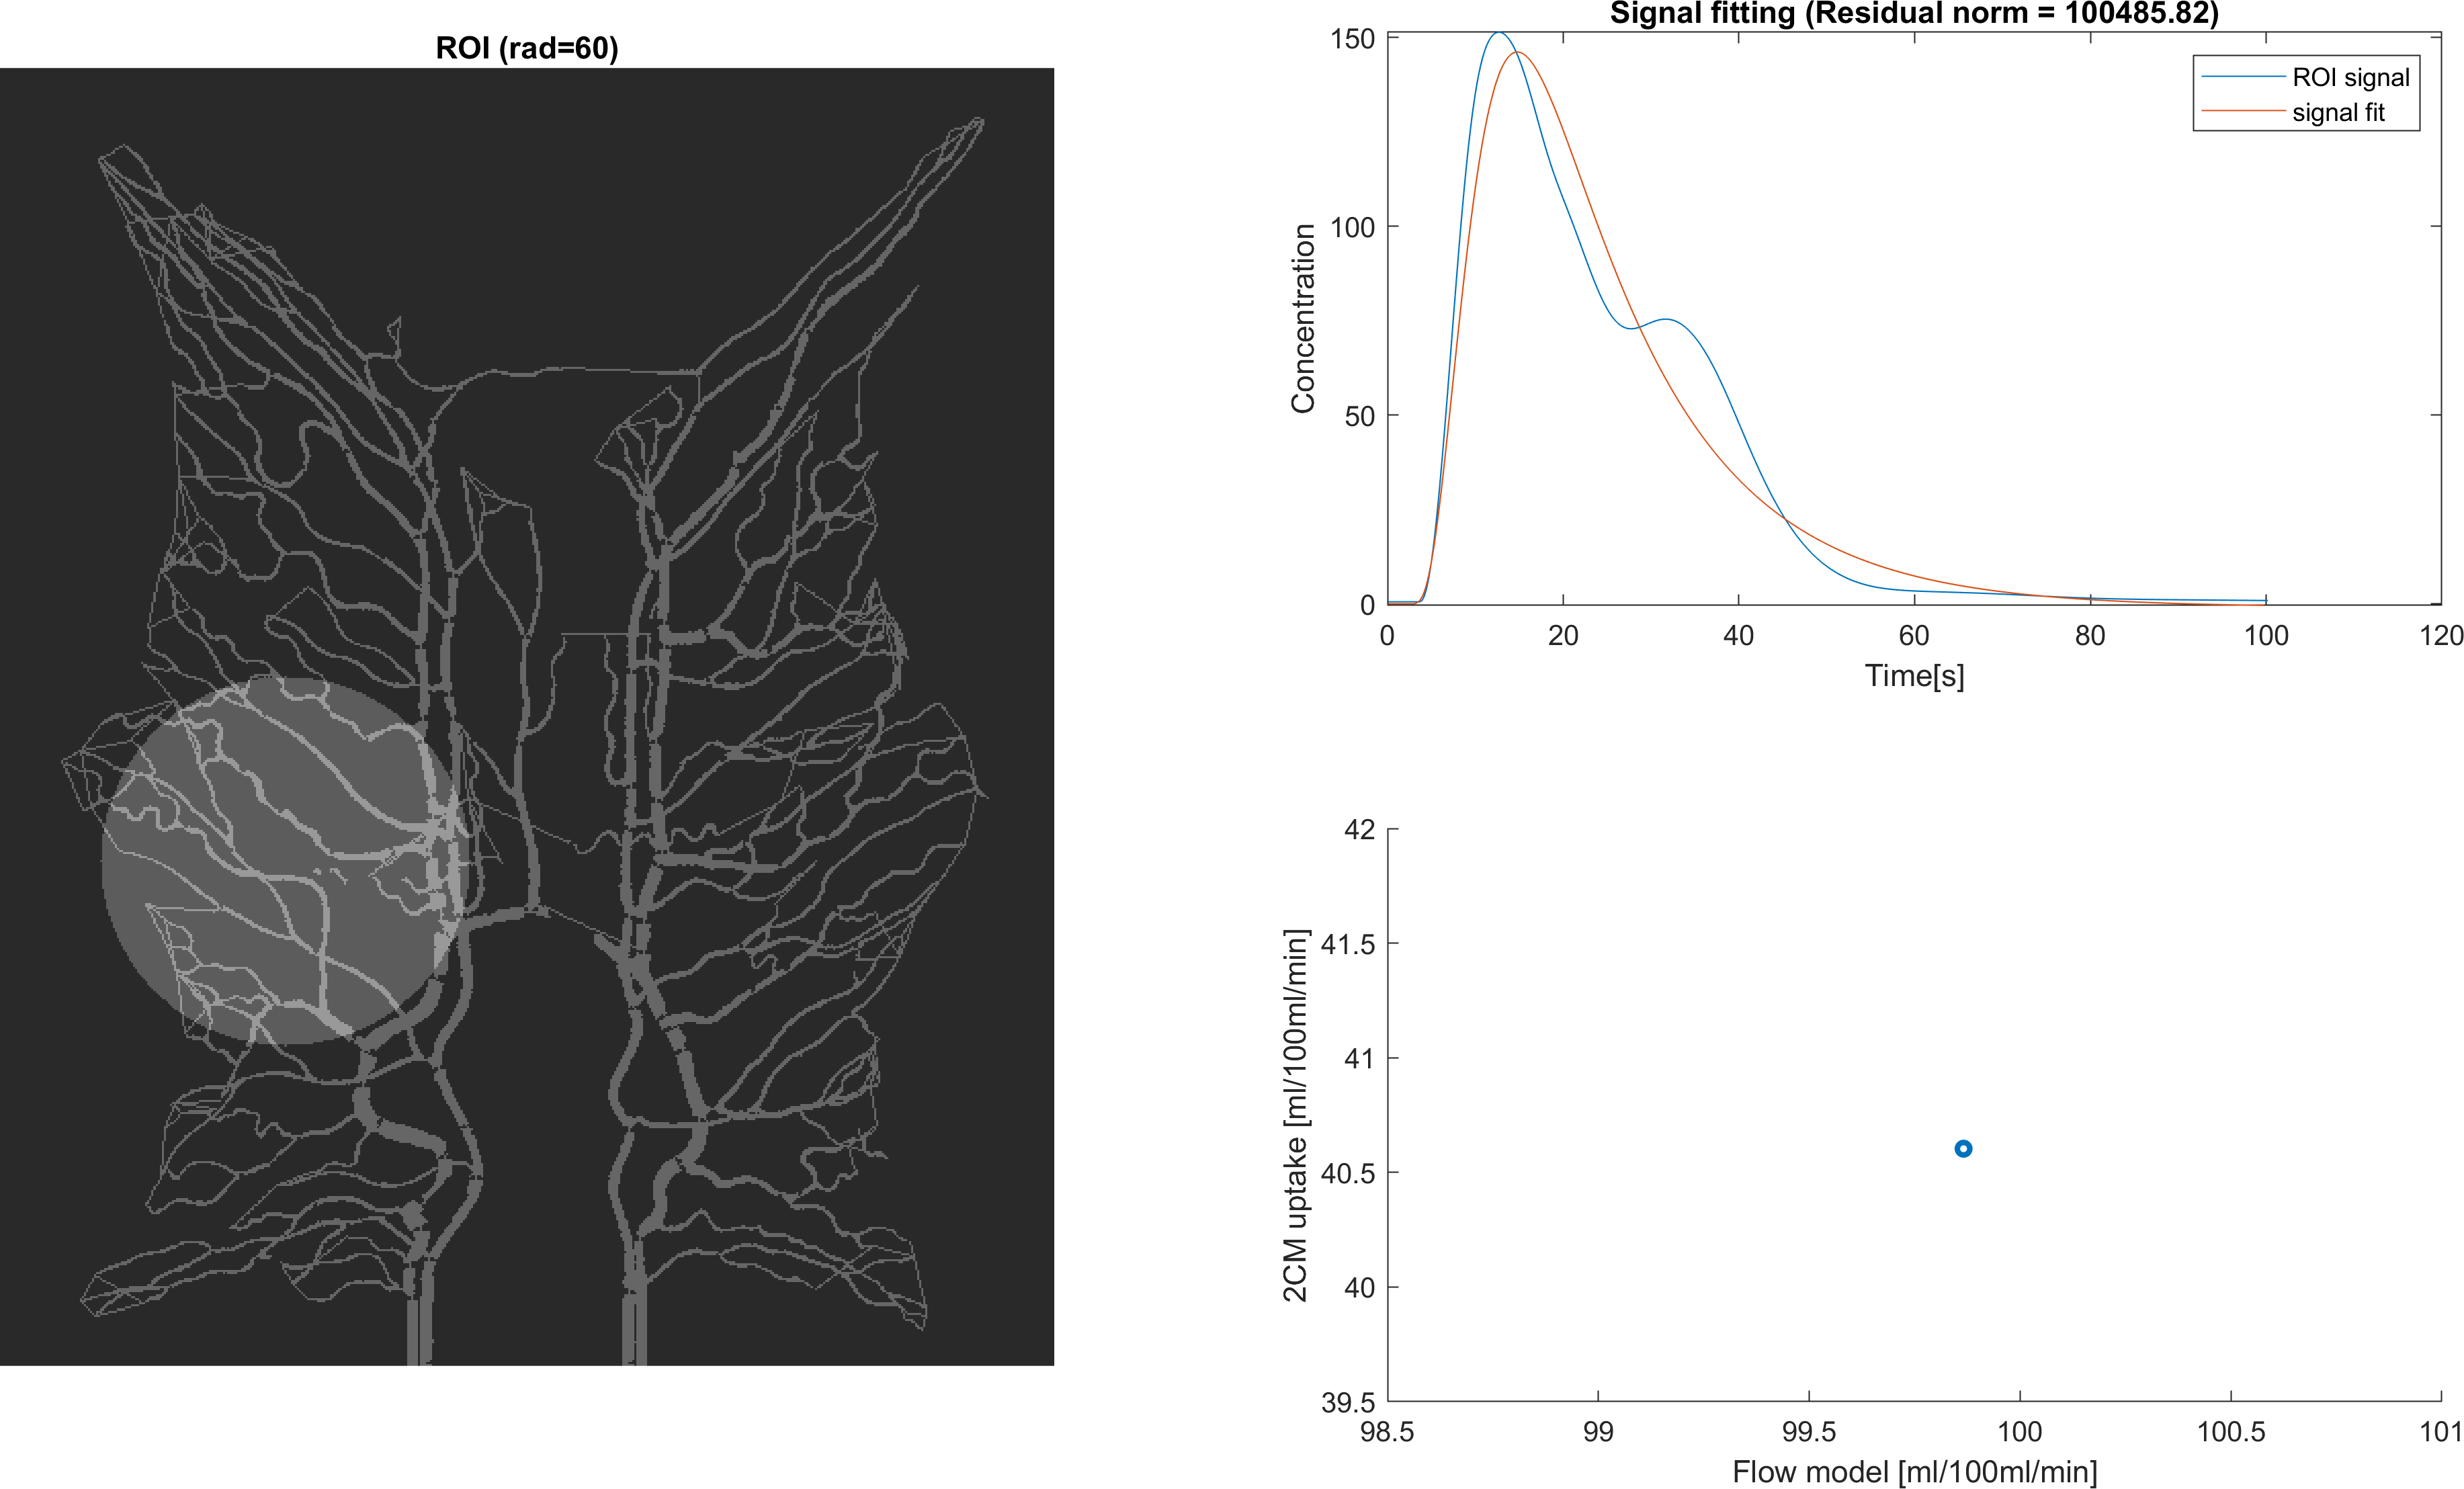 ROI (rad=60)
Signal fitting (Residual norm = 100485.82)
150
100
50
0
Concentration
ROI signal
signal fit
0 20 40 60 80 100 120
Time[s]
42
41.5
41
40.5
40
39.5
2CM uptake [ml/100ml/min]
98.5 99 99.5 100 100.5 101
Flow model [ml/100ml/min]